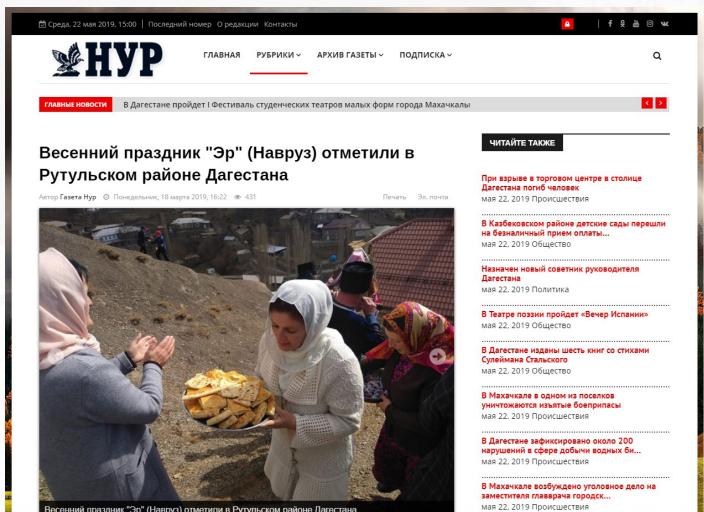 Среда, 22 мая 2019, 15:00 Последний номер О редакции Контакты
НУР
ГЛАВНАЯ РУБРИКИ АРХИВ ГАЗЕТЫ ПОДПИСКА
ГЛАВНЫЕ НОВОСТИ В Дагестане пройдет I Фестиваль студенческих театров малых форм города Махачкалы
Весенний праздник "Эр" (Навруз) отметили в
Рутульском районе Дагестана
Автор Газета Нур Понедельник, 18 марта 2019, 16:22 431 Печать Эл. почта
Весенний праздник "Эр" (Навруз) отметили в Рутульском районе Дагестана
ЧИТАЙТЕ ТАКЖЕ
При взрыве в торговом центре в столице
Дагестана погиб человек
мая 22, 2019 Происшествия
В Казбековском районе детские сады перешли
на безналичный прием оплаты...
мая 22, 2019 Общество
Назначен новый советник руководителя
Дагестана
мая 22, 2019 Политика
В Театре поэзии пройдет «Вечер Испании»
мая 22, 2019 Общество
В Дагестане изданы шесть книг со стихами
Сулеймана Стальского
мая 22, 2019 Общество
В Махачкале в одном из поселков
уничтожаются изъятые боеприпасы
мая 22, 2019 Происшествия
В Дагестане зафиксировано около 200
нарушений в сфере добычи водных би...
мая 22, 2019 Происшествия
В Махачкале возбуждено уголовное дело на
заместителя главврача городск...
мая 22, 2019 Происшествия